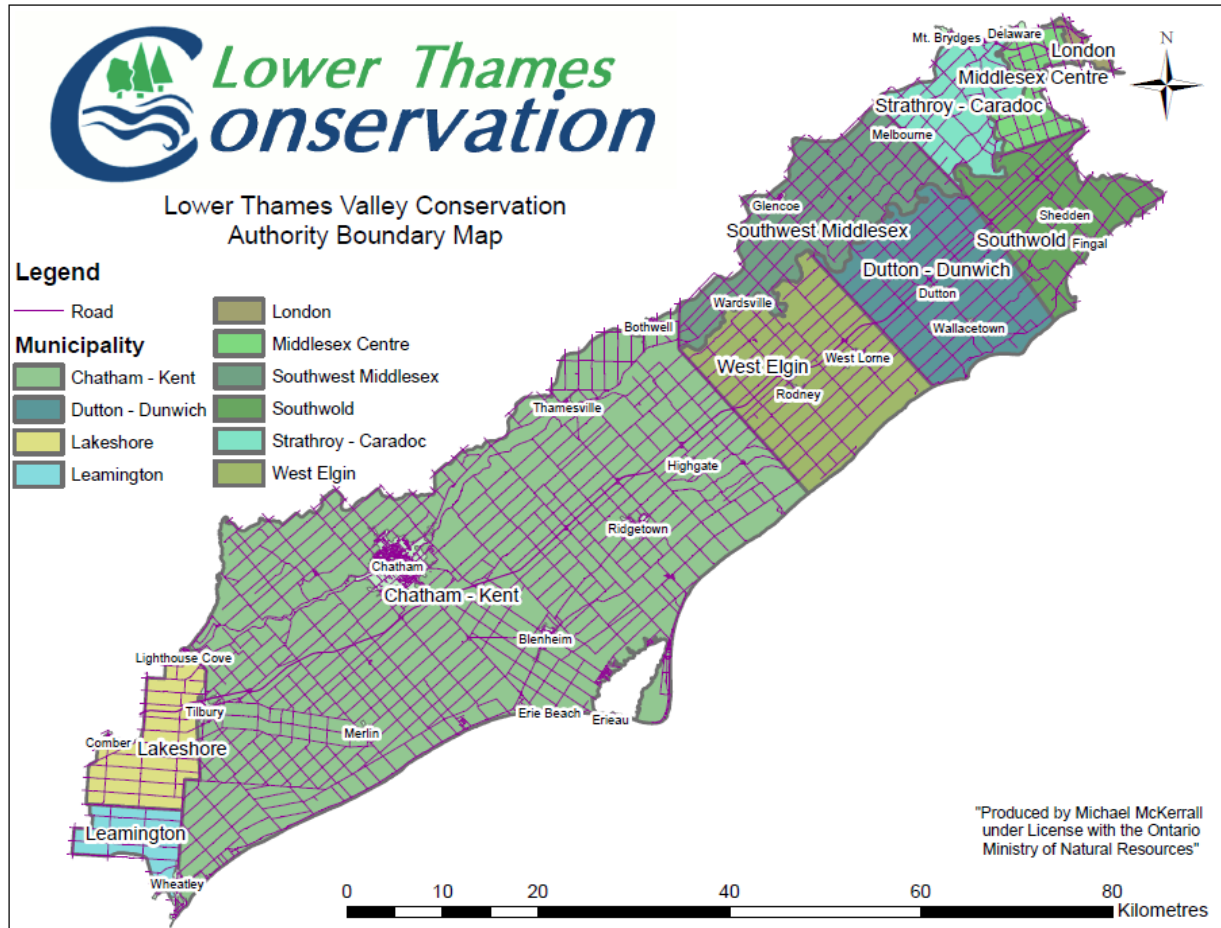 Lower Thames
Conservation
Lower Thames Valley Conservation
Authority Boundary Map
Legend
Road
Municipality
Chatham - Kent
Dutton - Dunwich
Lakeshore
Leamington
London
Middlesex Centre
Southwest Middlesex
Southwold
Strathroy - Caradoc
West Elgin
N
Mt. Brydges
Delaware
London
Middlesex Centre
Strathroy - Caradoc
Melbourne
Glencoe
Southwest Middlesex
Shedden
Southwold
Fingal
Dutton - Dunwich
Dutton
Wardsville
Wallacetown
Bothwell
West Lorne
West Elgin
Rodney
Thamesville
Highgate
Ridgetown
Chatham
Chatham - Kent
Blenheim
Lighthouse Cove
Tilbury
Erie Beach
Erieau
Merlin
Comber
Lakeshore
Leamington
Wheatley
"Produced by Michael McKerrall
under License with the Ontario
Ministry of Natural Resources"
0 10 20 40 60 80
Kilometres